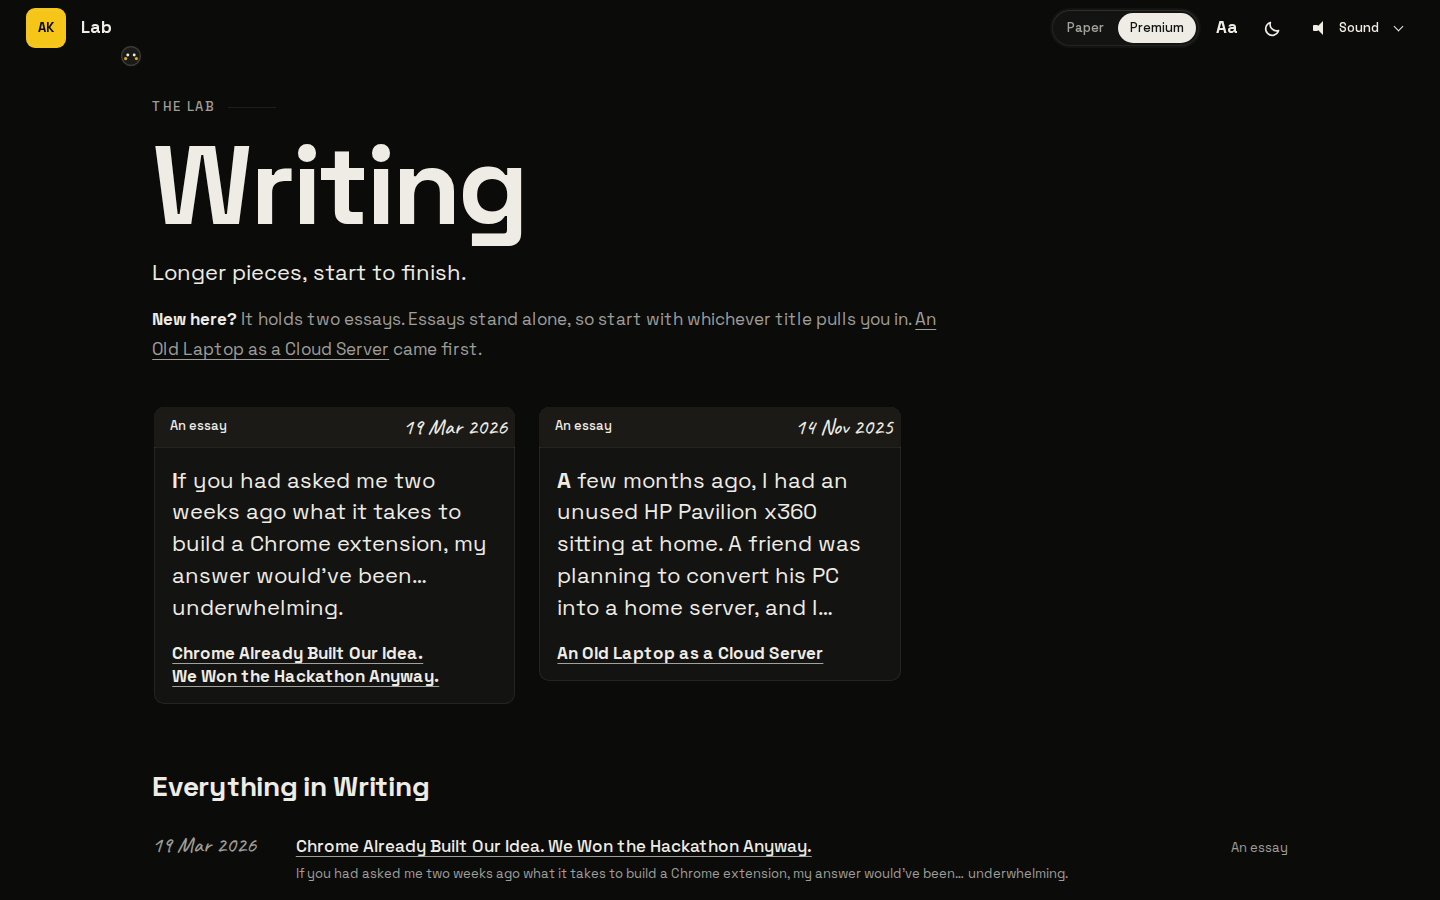 AK
Lab
Paper
Premium
Aa
Sound
THE LAB
Writing
Longer pieces, start to finish.
New here? It holds two essays. Essays stand alone, so start with whichever title pulls you in. An
Old Laptop as a Cloud Server came first.
An essay
19 Mar 2026
If you had asked me two
weeks ago what it takes to
build a Chrome extension, my
answer would've been...
underwhelming.
Chrome Already Built Our Idea.
We Won the Hackathon Anyway.
An essay
14 Nov 2025
A few months ago, I had an
unused HP Pavilion x360
sitting at home. A friend was
planning to convert his PC
into a home server, and I...
An Old Laptop as a Cloud Server
Everything in Writing
19 Mar 2026
Chrome Already Built Our Idea. We Won the Hackathon Anyway.
An essay
If you had asked me two weeks ago what it takes to build a Chrome extension, my answer would've been... underwhelming.